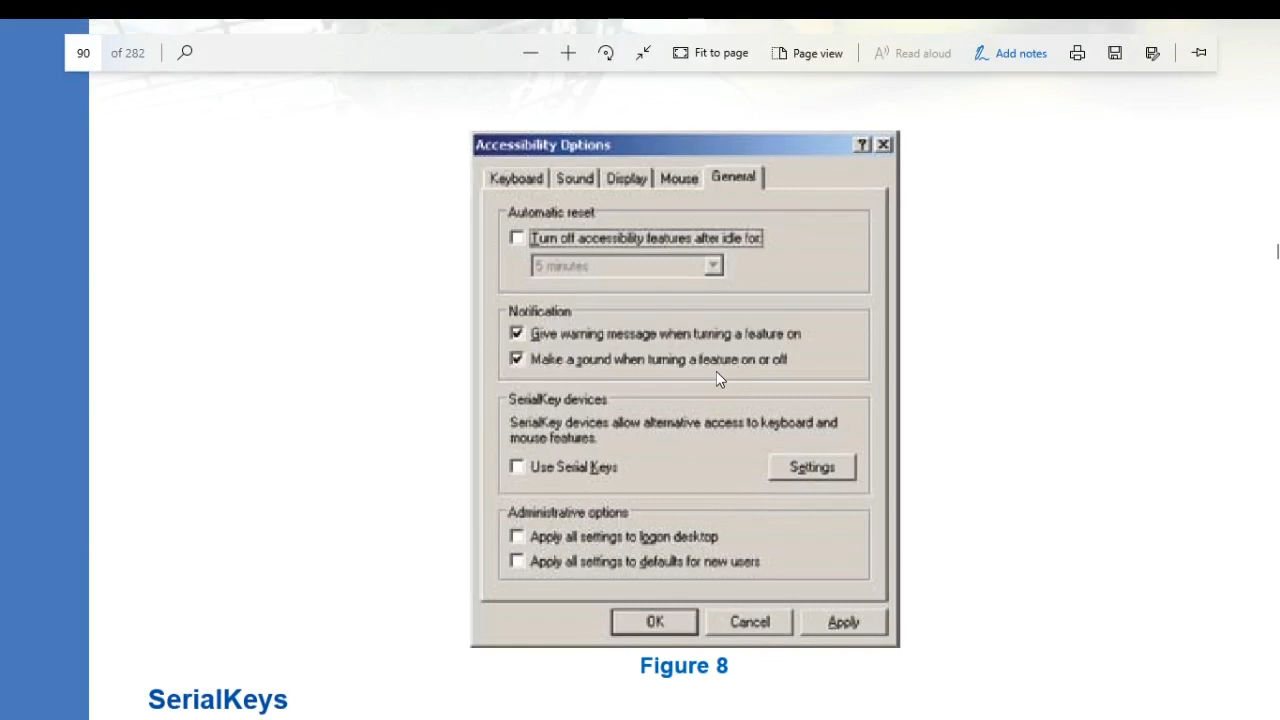 90 of 282 Fit to page Page view Read aloud Add notes
Accessibility Options
Keyboard Sound Display Mouse General
Automatic reset
Turn off accessibility features after idle for:
5 minutes
Notification
Give warning message when turning a feature on
Make a sound when turning a feature on or off
SerialKey devices
SerialKey devices allow alternative access to keyboard and
mouse features.
Use Serial Keys Settings
Administrative options
Apply all settings to logon desktop
Apply all settings to defaults for new users
OK Cancel Apply
Figure 8
SerialKeys